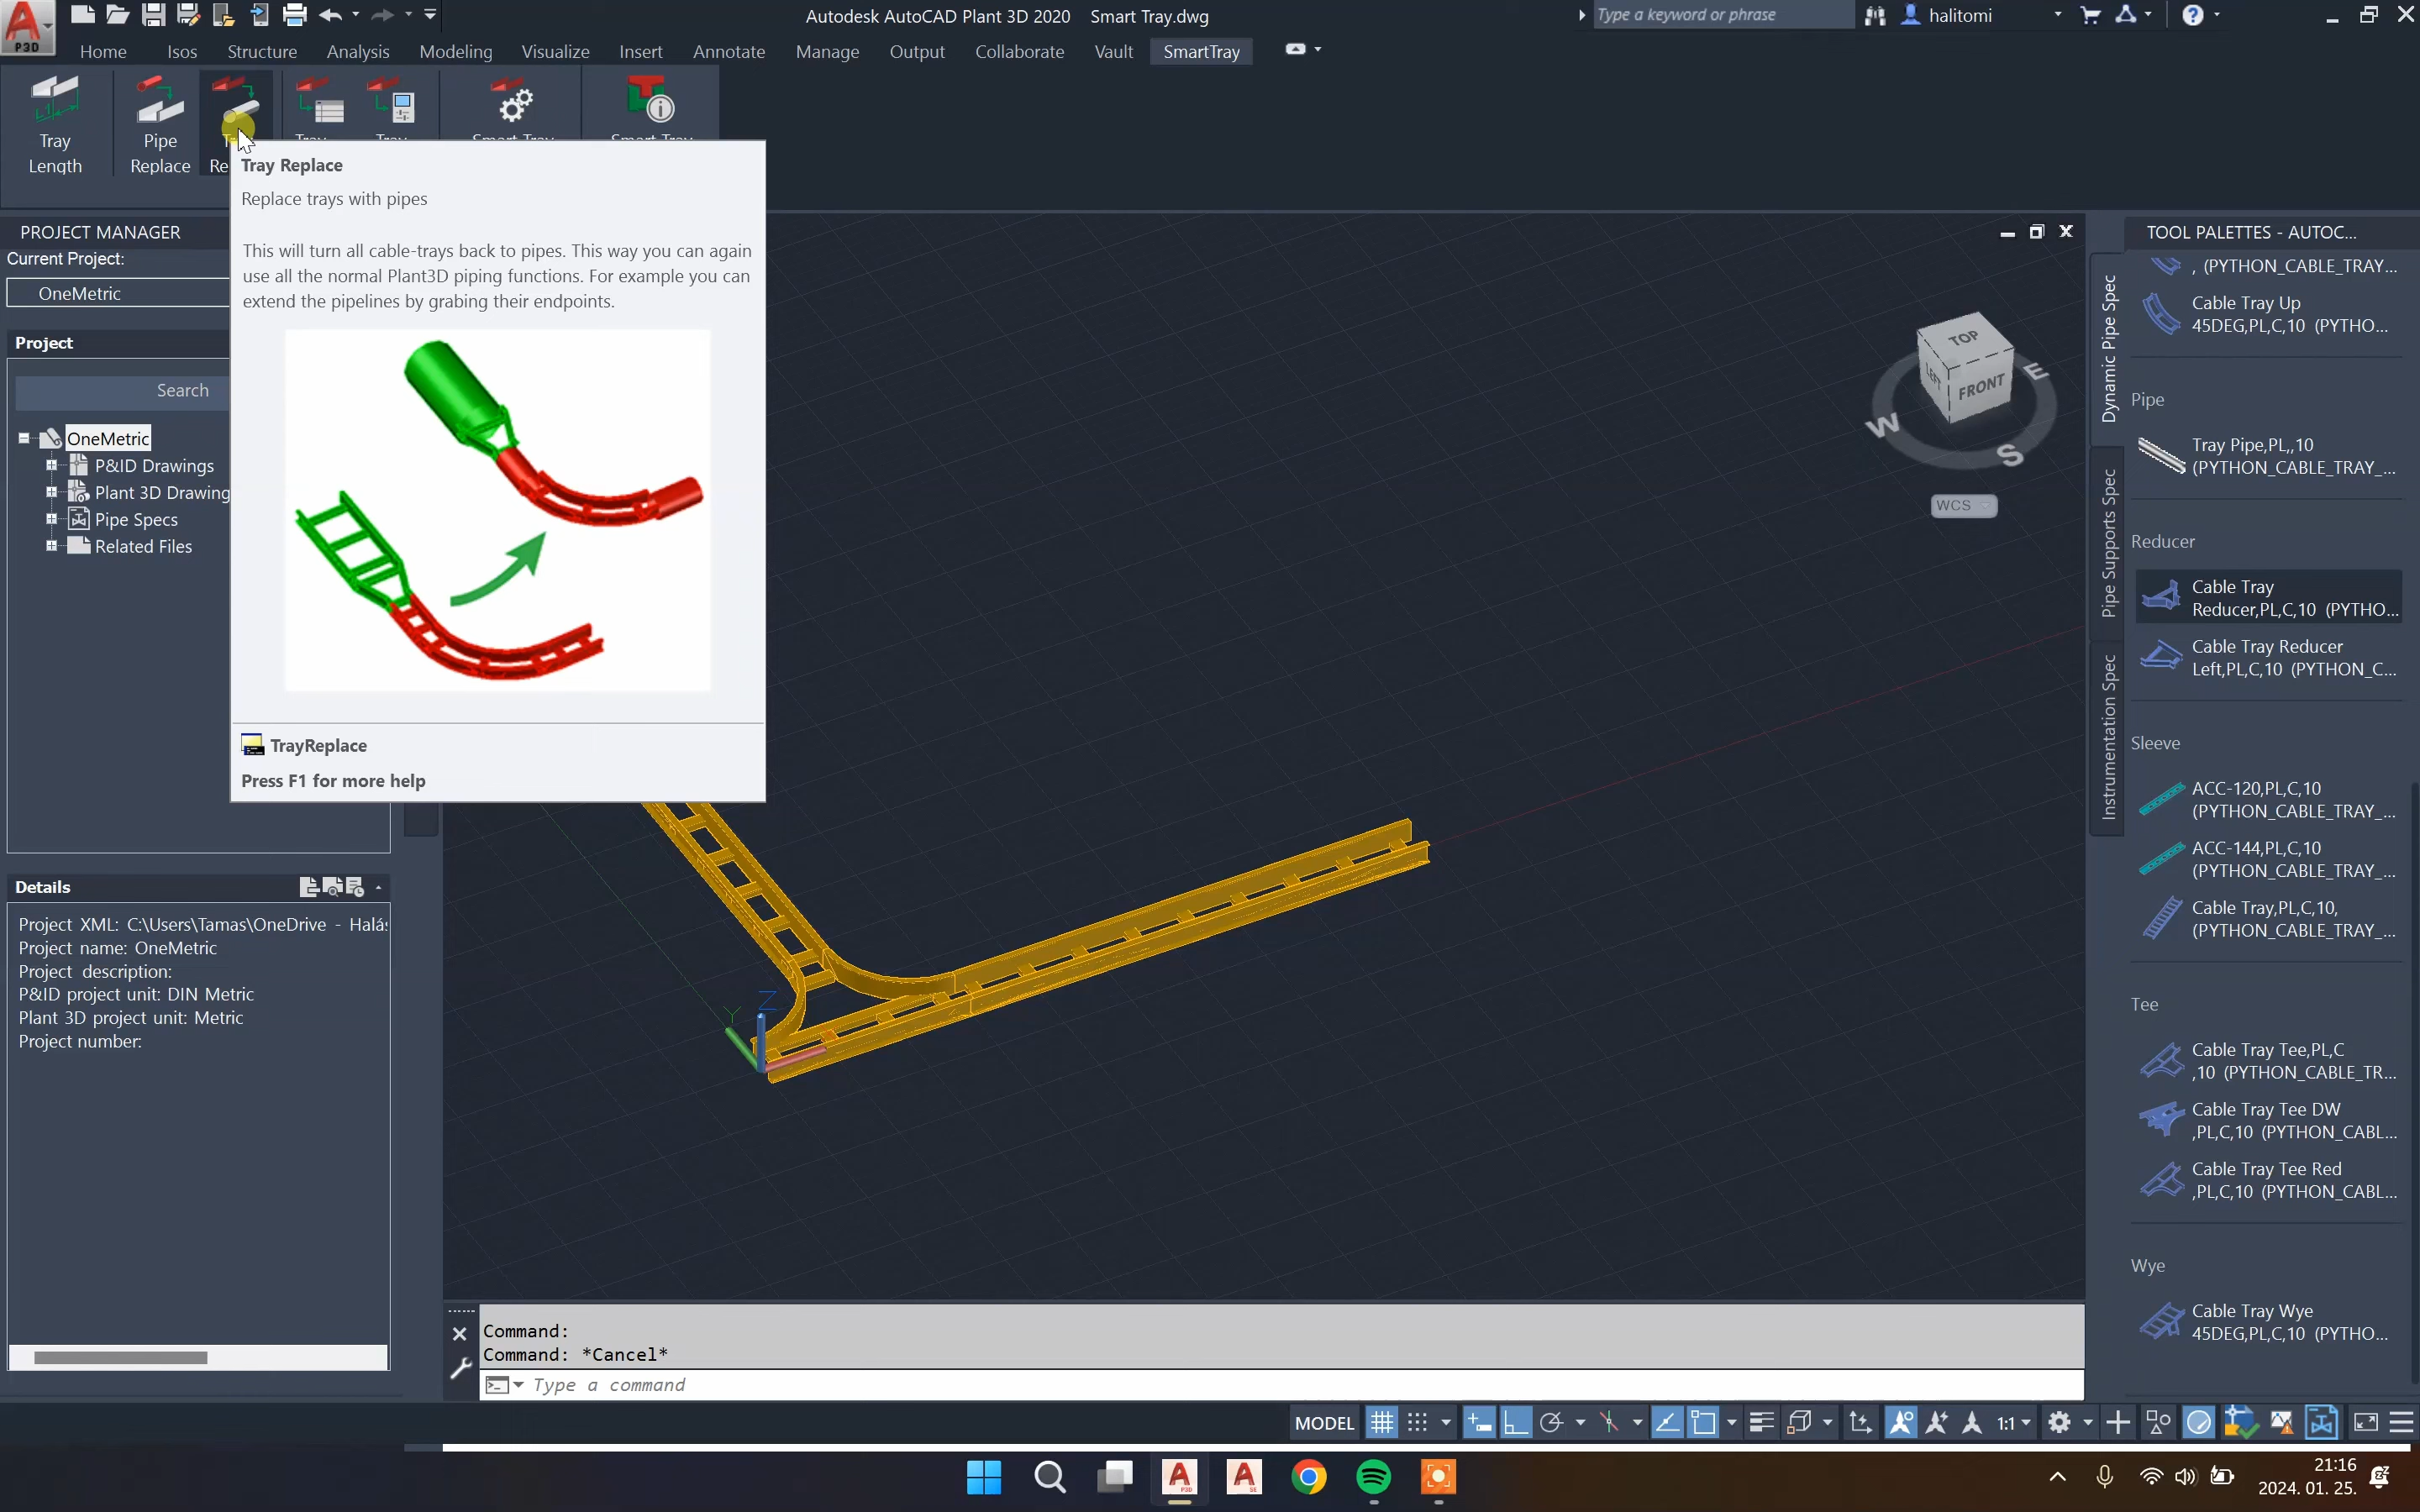 Autodesk AutoCAD Plant 3D 2020 Smart Tray.dwg
Type a keyword or phrase
halitomi
P3D
Home Isos Structure Analysis Modeling Visualize Insert Annotate Manage Output Collaborate Vault SmartTray
Tray
Length
Pipe
Replace
Tray Replace
Replace trays with pipes
This will turn all cable-trays back to pipes. This way you can again
use all the normal Plant3D piping functions. For example you can
extend the pipelines by grabing their endpoints.
TrayReplace
Press F1 for more help
PROJECT MANAGER
Current Project:
OneMetric
Project
Search
OneMetric
P&ID Drawings
Plant 3D Drawing
Pipe Specs
Related Files
Details
Project XML: C:\Users\Tamas\OneDrive - Halás
Project name: OneMetric
Project description:
P&ID project unit: DIN Metric
Plant 3D project unit: Metric
Project number:
TOP
LEFT
FRONT
W
S
E
WCS
Y
Z
Command:
Command: *Cancel*
Type a command
TOOL PALETTES - AUTOC...
Dynamic Pipe Spec
Pipe Supports Spec
Instrumentation Spec
, (PYTHON_CABLE_TRAY...
Cable Tray Up
45DEG,PL,C,10 (PYTHO...
Pipe
Tray Pipe,PL,,10
(PYTHON_CABLE_TRAY_...
Reducer
Cable Tray
Reducer,PL,C,10 (PYTHO...
Cable Tray Reducer
Left,PL,C,10 (PYTHON_C...
Sleeve
ACC-120,PL,C,10
(PYTHON_CABLE_TRAY_...
ACC-144,PL,C,10
(PYTHON_CABLE_TRAY_...
Cable Tray,PL,C,10,
(PYTHON_CABLE_TRAY_...
Tee
Cable Tray Tee,PL,C
,10 (PYTHON_CABLE_TR...
Cable Tray Tee DW
,PL,C,10 (PYTHON_CABL...
Cable Tray Tee Red
,PL,C,10 (PYTHON_CABL...
Wye
Cable Tray Wye
45DEG,PL,C,10 (PYTHO...
MODEL
1:1
21:16
2024. 01. 25.